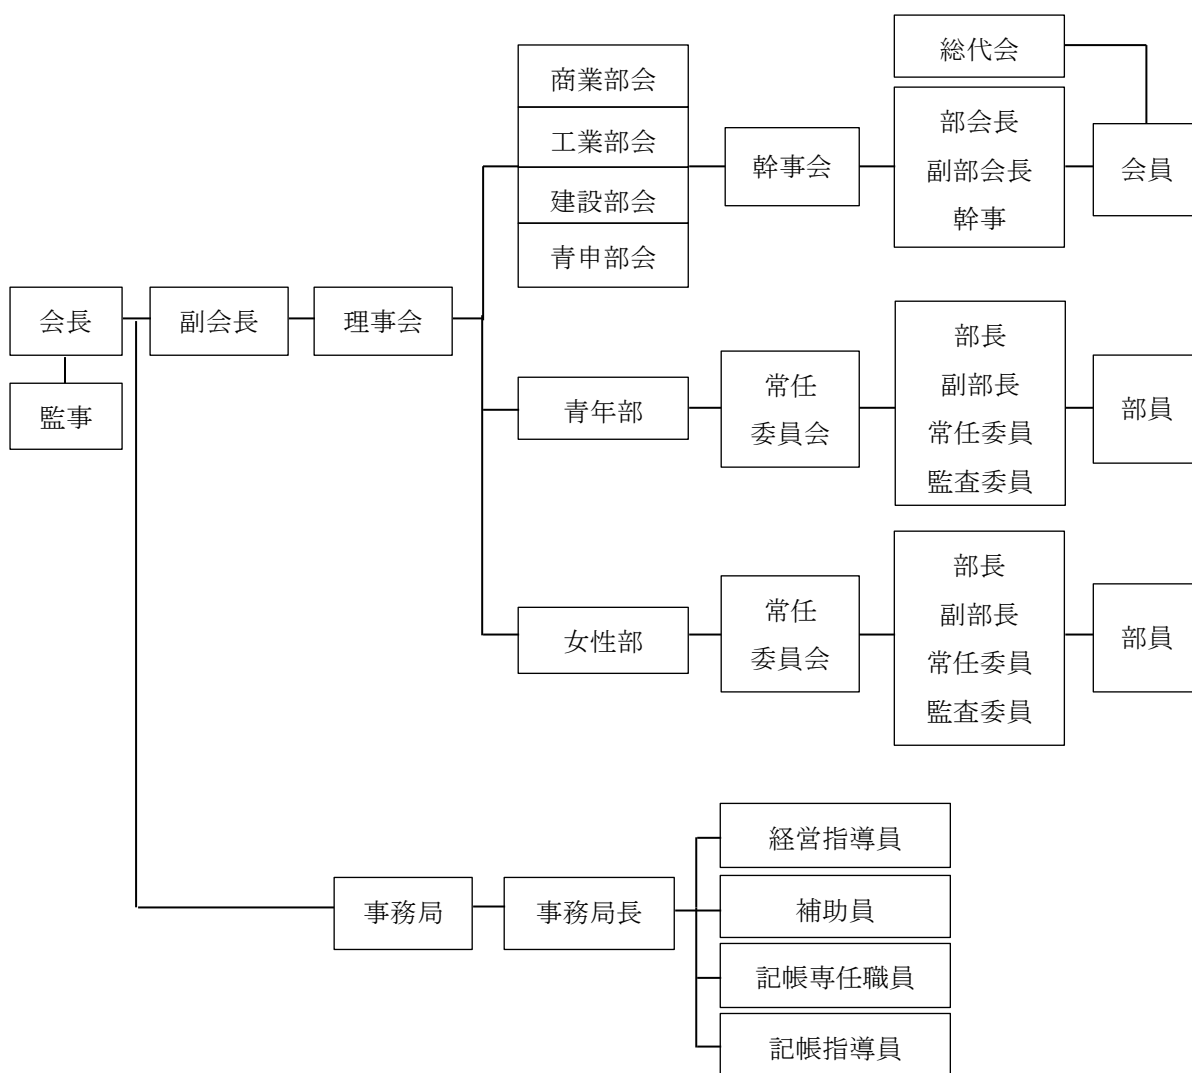 総代会
商業部会
工業部会
建設部会
青申部会
幹事会
部会長
副部会長
幹事
会員
会長
副会長
理事会
監事
青年部
常任
委員会
部長
副部長
常任委員
監査委員
部員
女性部
常任
委員会
部長
副部長
常任委員
監査委員
部員
事務局
事務局長
経営指導員
補助員
記帳専任職員
記帳指導員